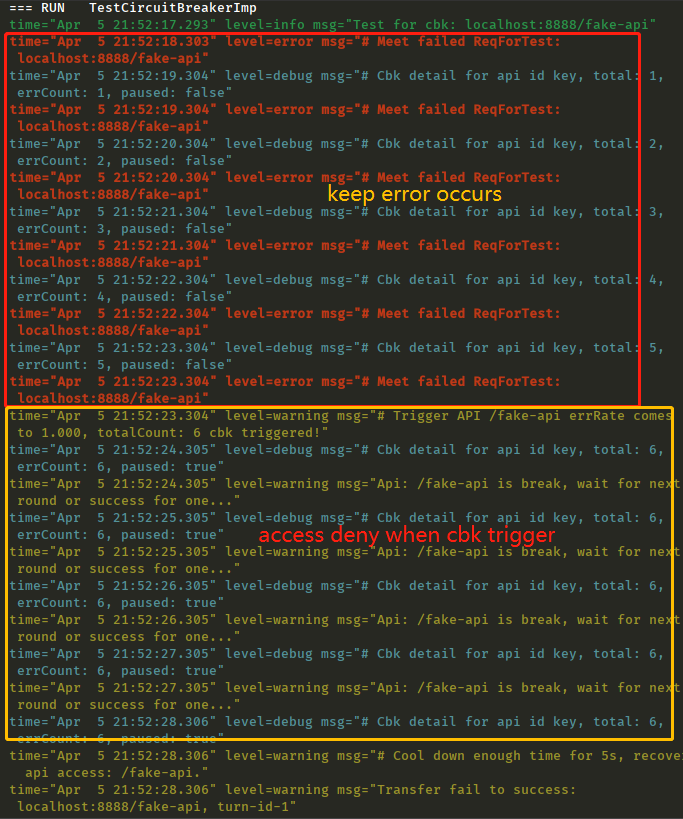 === RUN   TestCircuitBreakerImp
time="Apr  5 21:52:17.293" level=info msg="Test for cbk: localhost:8888/fake-api"
time="Apr  5 21:52:18.303" level=error msg="# Meet failed ReqForTest:
localhost:8888/fake-api"
time="Apr  5 21:52:19.304" level=debug msg="# Cbk detail for api id key, total: 1,
errCount: 1, paused: false"
time="Apr  5 21:52:19.304" level=error msg="# Meet failed ReqForTest:
localhost:8888/fake-api"
time="Apr  5 21:52:20.304" level=debug msg="# Cbk detail for api id key, total: 2,
errCount: 2, paused: false"
time="Apr  5 21:52:20.304" level=error msg="# Meet failed ReqForTest:
localhost:8888/fake-api"
keep error occurs
time="Apr  5 21:52:21.304" level=debug msg="# Cbk detail for api id key, total: 3,
errCount: 3, paused: false"
time="Apr  5 21:52:21.304" level=error msg="# Meet failed ReqForTest:
localhost:8888/fake-api"
time="Apr  5 21:52:22.304" level=debug msg="# Cbk detail for api id key, total: 4,
errCount: 4, paused: false"
time="Apr  5 21:52:22.304" level=error msg="# Meet failed ReqForTest:
localhost:8888/fake-api"
time="Apr  5 21:52:23.304" level=debug msg="# Cbk detail for api id key, total: 5,
errCount: 5, paused: false"
time="Apr  5 21:52:23.304" level=error msg="# Meet failed ReqForTest:
localhost:8888/fake-api"
time="Apr  5 21:52:23.304" level=warning msg="# Trigger API /fake-api errRate comes
to 1.000, totalCount: 6 cbk triggered!"
time="Apr  5 21:52:24.305" level=debug msg="# Cbk detail for api id key, total: 6,
errCount: 6, paused: true"
time="Apr  5 21:52:24.305" level=warning msg="Api: /fake-api is break, wait for next
round or success for one..."
time="Apr  5 21:52:25.305" level=debug msg="# Cbk detail for api id key, total: 6,
errCount: 6, paused: true"
access deny when cbk trigger
time="Apr  5 21:52:25.305" level=warning msg="Api: /fake-api is break, wait for next
round or success for one..."
time="Apr  5 21:52:26.305" level=debug msg="# Cbk detail for api id key, total: 6,
errCount: 6, paused: true"
time="Apr  5 21:52:26.305" level=warning msg="Api: /fake-api is break, wait for next
round or success for one..."
time="Apr  5 21:52:27.305" level=debug msg="# Cbk detail for api id key, total: 6,
errCount: 6, paused: true"
time="Apr  5 21:52:27.305" level=warning msg="Api: /fake-api is break, wait for next
round or success for one..."
time="Apr  5 21:52:28.306" level=debug msg="# Cbk detail for api id key, total: 6,
errCount: 6, paused: true"
time="Apr  5 21:52:28.306" level=warning msg="# Cool down enough time for 5s, recover
api access: /fake-api."
time="Apr  5 21:52:28.306" level=warning msg="Transfer fail to success:
localhost:8888/fake-api, turn-id-1"